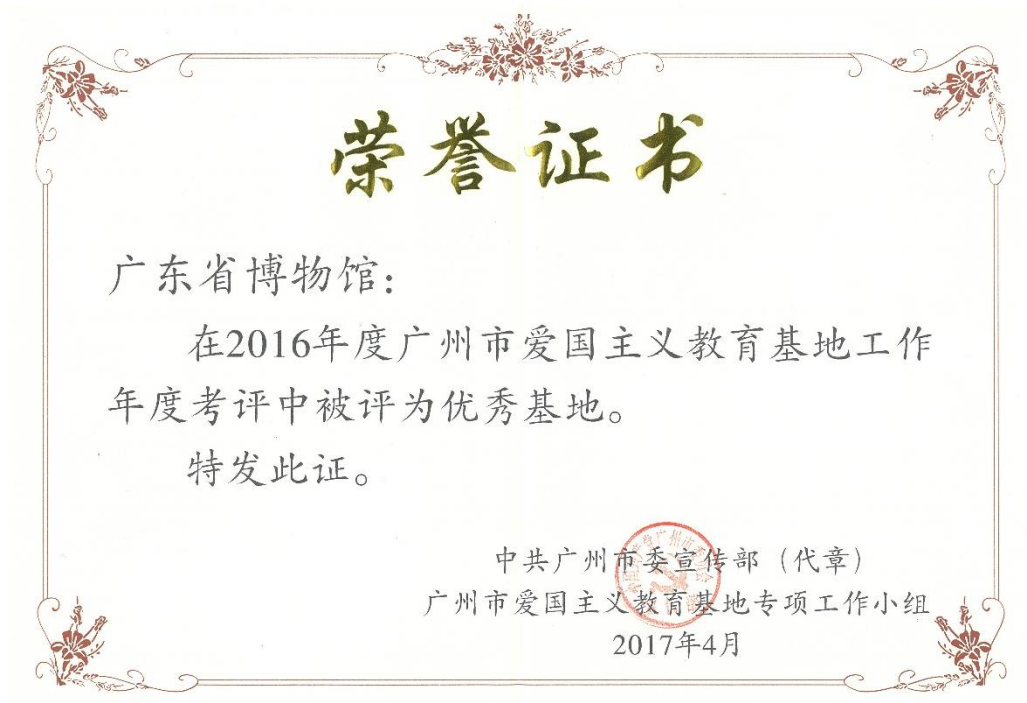 荣誉证书
广东省博物馆：
在2016年度广州市爱国主义教育基地工作
年度考评中被评为优秀基地。
特发此证。
中共广州市委宣传部（代章）
广州市爱国主义教育基地专项工作小组
2017年4月